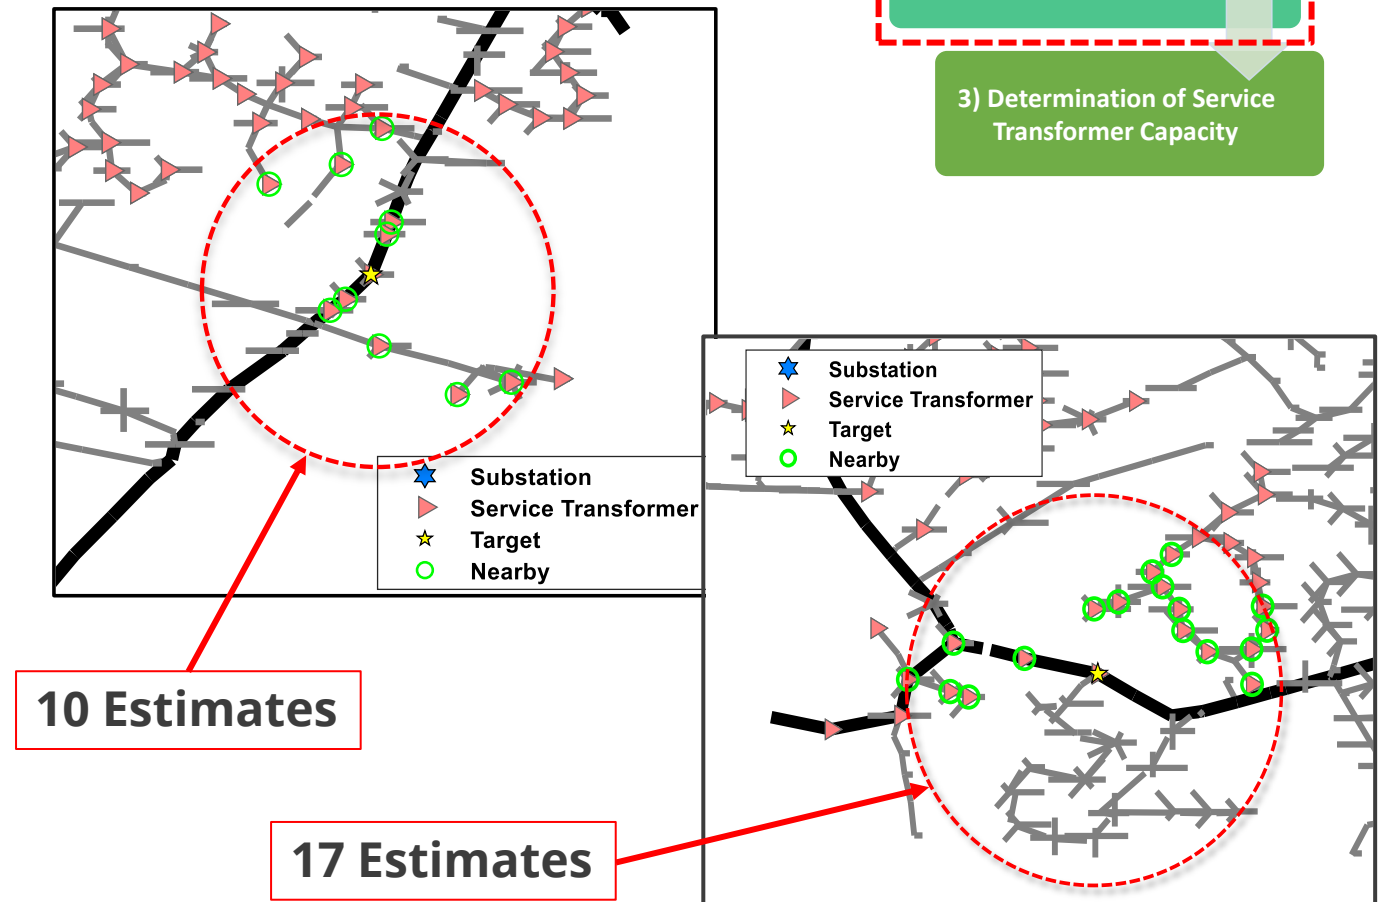 3) Determination of Service
Transformer Capacity
Substation
Service Transformer
Target
Nearby
Substation
Service Transformer
Target
Nearby
10 Estimates
17 Estimates